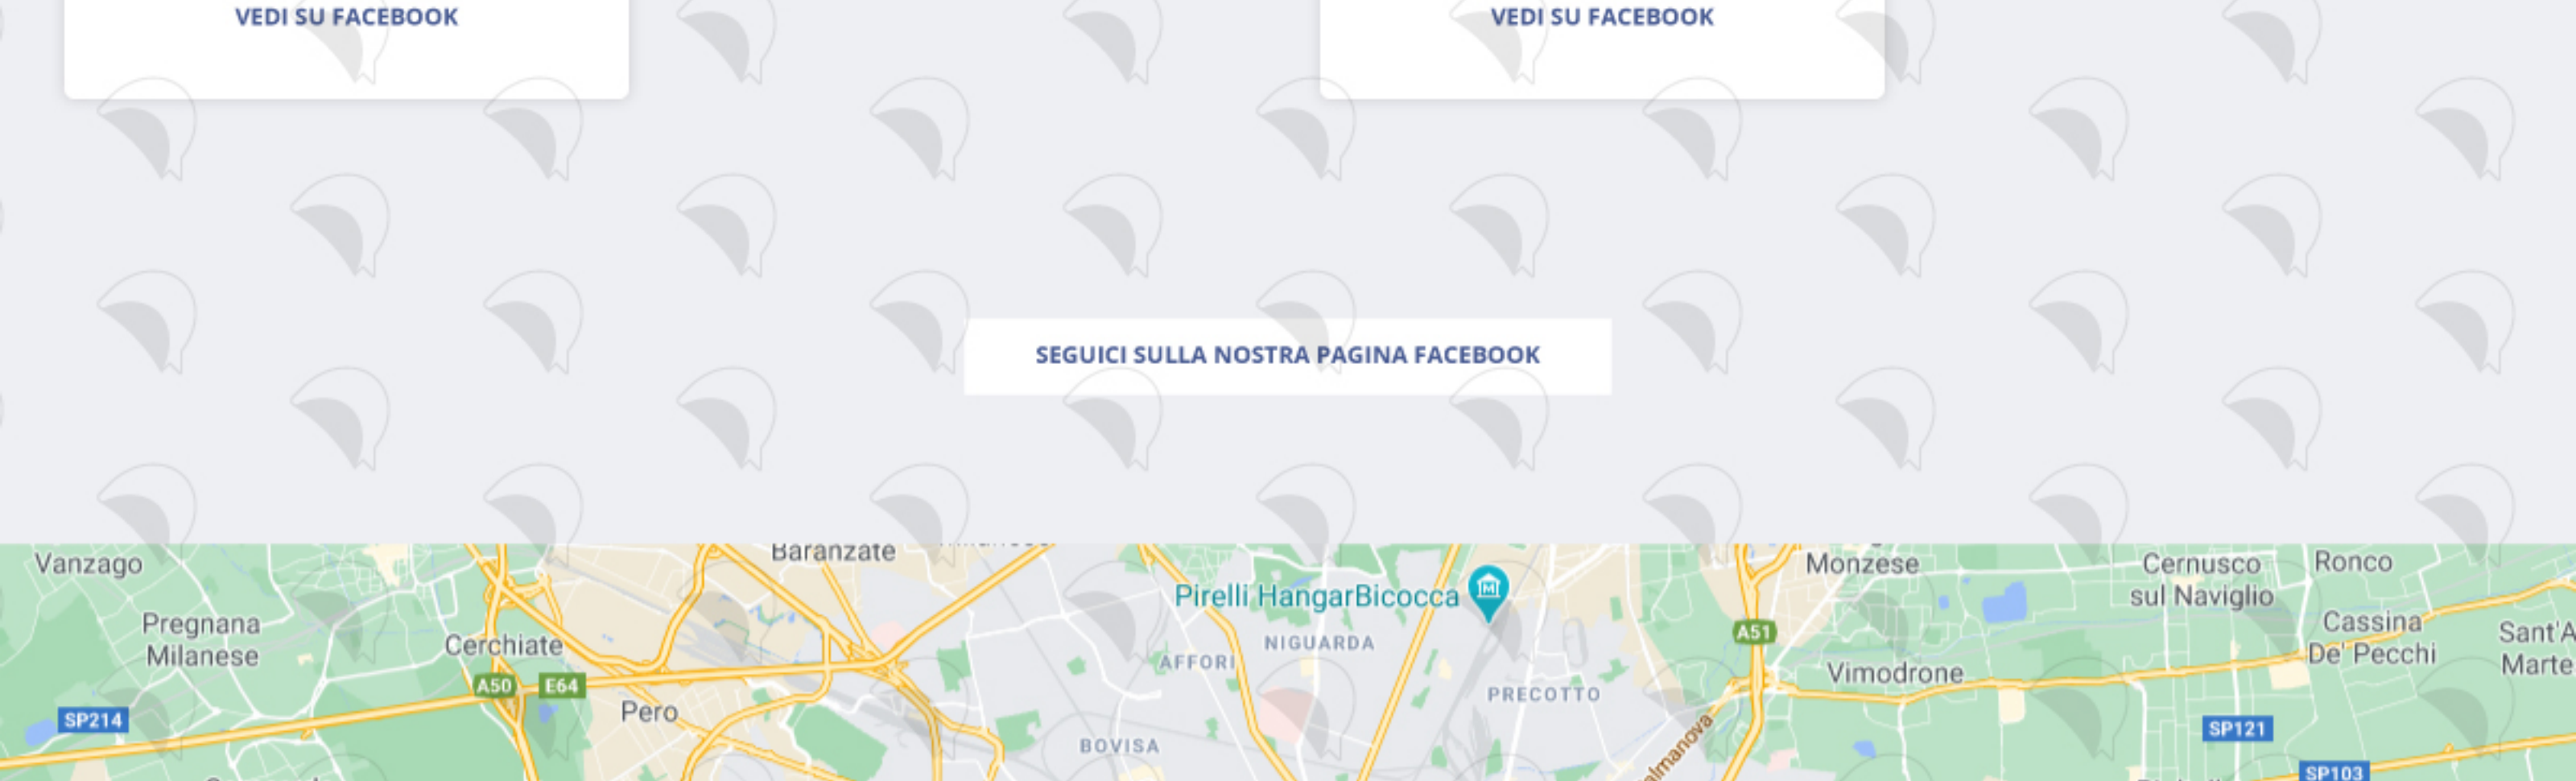 VEDI SU FACEBOOK
VEDI SU FACEBOOK
SEGUICI SULLA NOSTRA PAGINA FACEBOOK
Baranzate
Vanzago
Monzese
Cernusco
sul Naviglio
Ronco
Pirelli HangarBicocca
M
Pregnana
Milanese
Cerchiate
NIGUARDA
AFFORI
A51
Cassina
De' Pecchi
Sant'A
Marte
Vimodrone
A50
E64
PRECOTTO
SP214
Pero
SP121
BOVISA
almanova
SP103